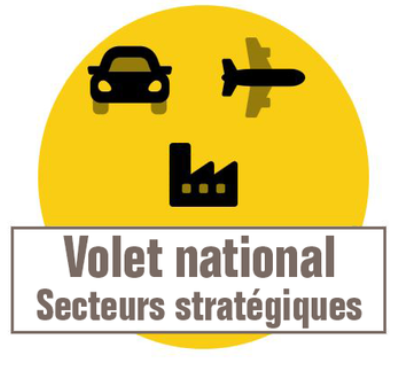 Volet national
Secteurs stratégiques